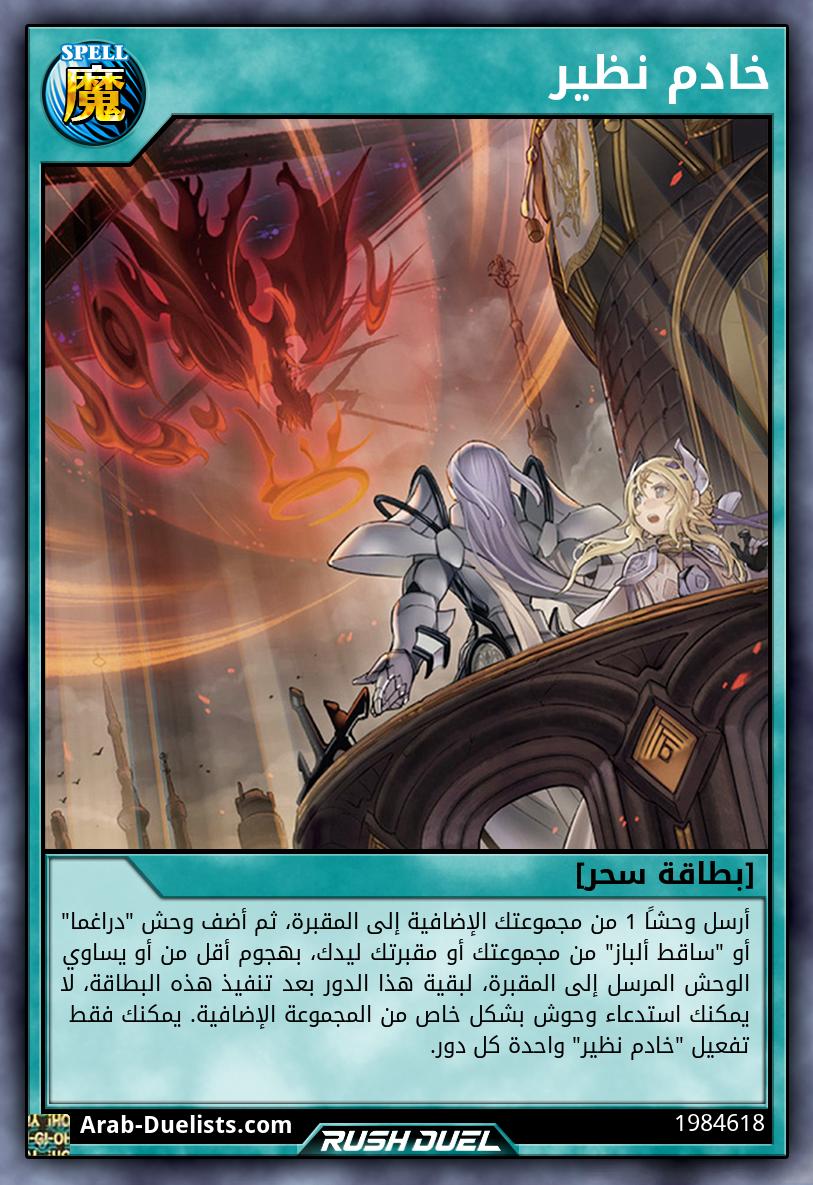 SPELL
魔
خادم نظير
[بطاقة سحر]
أرسل وحشاً 1 من مجموعتك الإضافية إلى المقبرة، ثم أضف وحش "دراغما"
أو "ساقط ألباز" من مجموعتك أو مقبرتك ليدك، بهجوم أقل من أو يساوي
الوحش المرسل إلى المقبرة، لبقية هذا الدور بعد تنفيذ هذه البطاقة، لا
يمكنك استدعاء وحوش بشكل خاص من المجموعة الإضافية. يمكنك فقط
تفعيل "خادم نظير" واحدة كل دور.
Arab-Duelists.com
RUSH DUEL
1984618